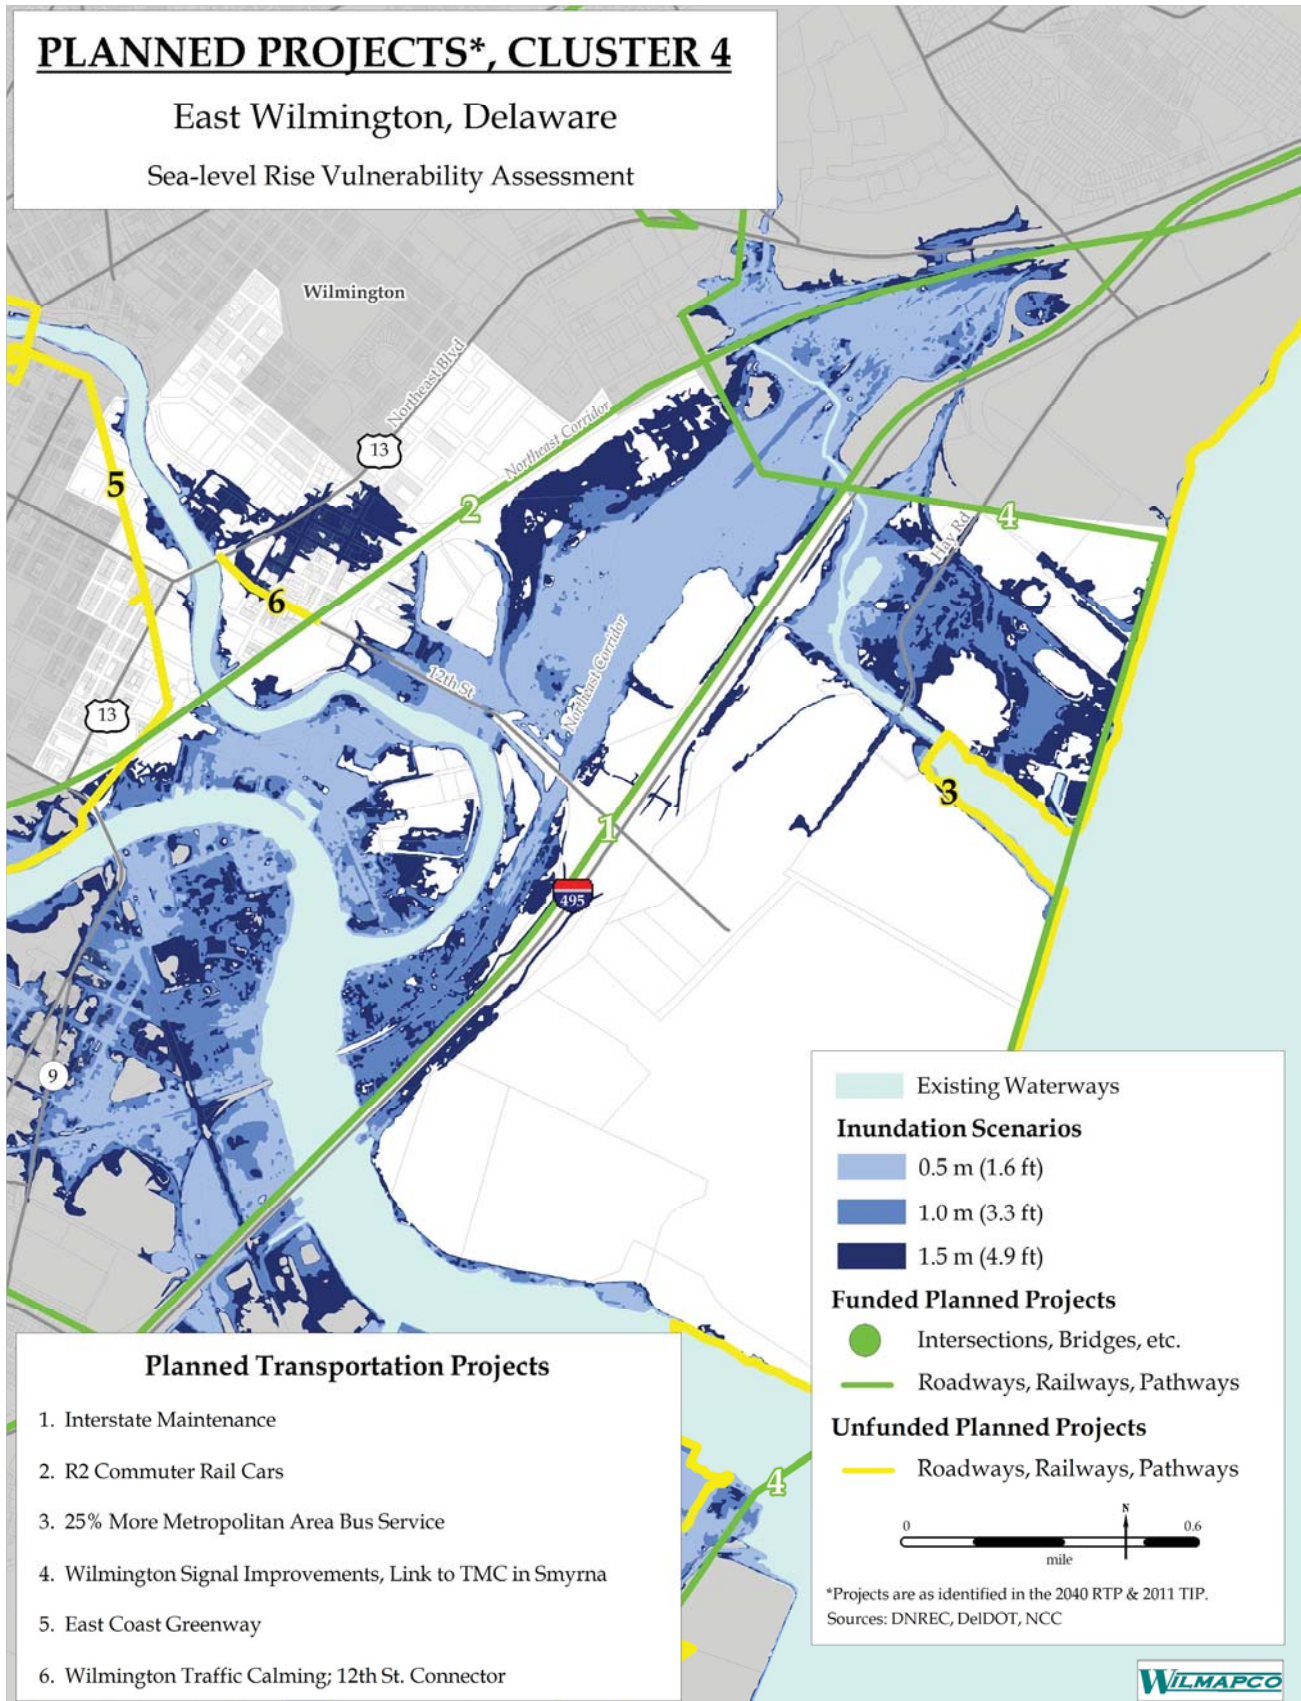 PLANNED PROJECTS*, CLUSTER 4
East Wilmington, Delaware
Sea-level Rise Vulnerability Assessment
Wilmington
Northeast Blvd
13
Northeast Corridor
5
2
4
Hay Rd
6
12th St
Northeast Corridor
13
3
1
495
9
4
Existing Waterways
Inundation Scenarios
0.5 m (1.6 ft)
1.0 m (3.3 ft)
1.5 m (4.9 ft)
Funded Planned Projects
Intersections, Bridges, etc.
Roadways, Railways, Pathways
Unfunded Planned Projects
Roadways, Railways, Pathways
N
0 0.6
mile
*Projects are as identified in the 2040 RTP & 2011 TIP.
Sources: DNREC, DelDOT, NCC
Planned Transportation Projects
1. Interstate Maintenance
2. R2 Commuter Rail Cars
3. 25% More Metropolitan Area Bus Service
4. Wilmington Signal Improvements, Link to TMC in Smyrna
5. East Coast Greenway
6. Wilmington Traffic Calming; 12th St. Connector
WILMAPCO